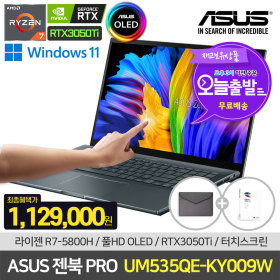 AMD
RYZEN
7
NVIDIA
GEFORCE
RTX
RTX3050Ti
ASUS
OLED
ASUS
IN SEARCH OF INCREDIBLE
Windows 11
오늘출발
무료배송
최종혜택가
1,129,000원
라이젠 R7-5800H / 풀HD OLED / RTX3050Ti / 터치스크린
ASUS 젠북 PRO UM535QE-KY009W